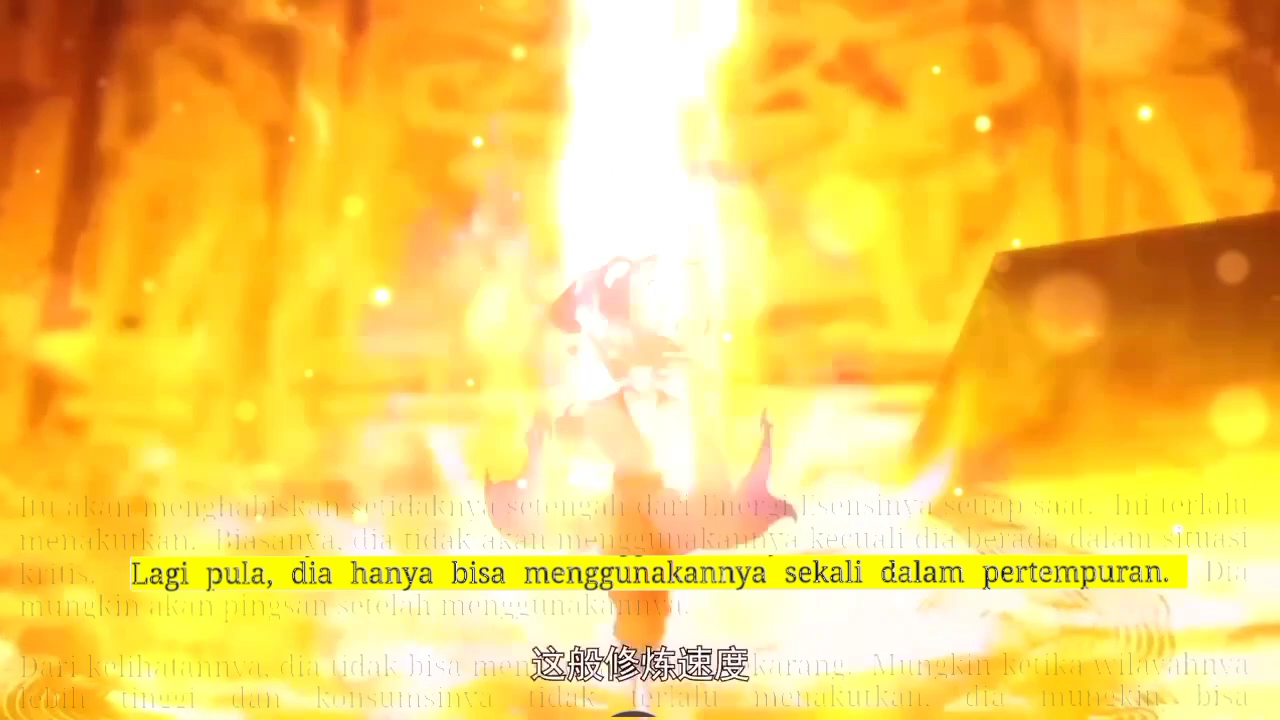 Itu akan menghabiskan setidaknya setengah dari Energi Esensinya setiap saat. Ini terlalu
menakutkan. Biasanya, dia tidak akan menggunakannya kecuali dia berada dalam situasi
kritis. Lagi pula, dia hanya bisa menggunakannya sekali dalam pertempuran. Dia
mungkin akan pingsan setelah menggunakannya.
Dari kelihatannya, dia tidak bisa karang. Mungkin ketika wilayahnya
这般修炼速度
lebih tinggi dan konsumsinya tidak terlalu menakutkan, dia mungkin bisa